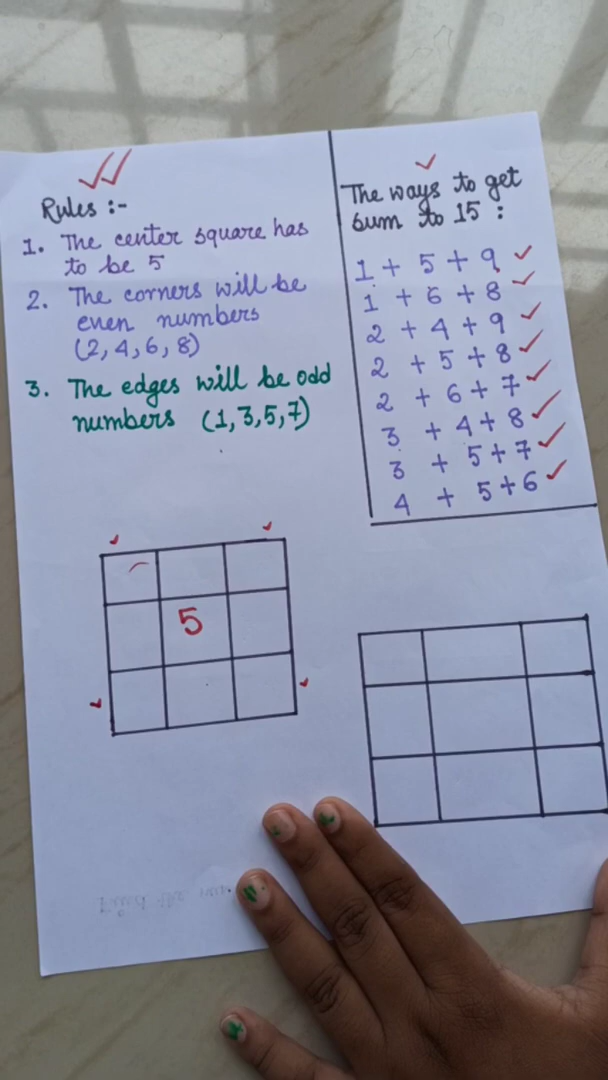 Rules :-
1. The center square has
to be 5
2. The corners will be
even numbers
(2, 4, 6, 8)
3. The edges will be odd
numbers (1, 3, 5, 7)
The ways to get
sum to 15 :
1 + 5 + 9
1 + 6 + 8
2 + 4 + 9
2 + 5 + 8
2 + 6 + 7
3 + 4 + 8
3 + 5 + 7
4 + 5 + 6
5